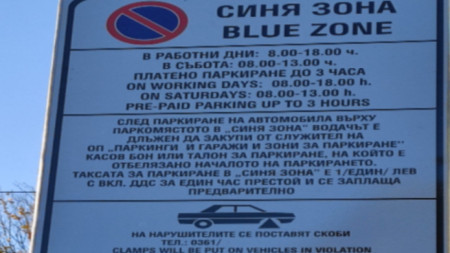 СИНЯ ЗОНА
BLUE ZONE
В РАБОТНИ ДНИ: 8.00-18.00 ч.
В СЪБОТА: 08.00-13.00 ч.
ПЛАТЕНО ПАРКИРАНЕ ДО 3 ЧАСА
ON WORKING DAYS: 08.00-18.00 h.
ON SATURDAYS: 08.00-13.00 h.
PRE-PAID PARKING UP TO 3 HOURS
СЛЕД ПАРКИРАНЕ НА АВТОМОБИЛА ВЪРХУ
ПАРКОМЯСТОТО В "СИНЯ ЗОНА" ВОДАЧЪТ Е
ДЛЪЖЕН ДА ЗАКУПИ ОТ СЛУЖИТЕЛ НА
ОП "ПАРКИНГИ И ГАРАЖИ И ЗОНИ ЗА ПАРКИРАНЕ"
КАСОВ БОН ИЛИ ТАЛОН ЗА ПАРКИРАНЕ, НА КОЙТО Е
ОТБЕЛЯЗАНО НАЧАЛОТО НА ПАРКИРАНЕТО.
ТАКСАТА ЗА ПАРКИРАНЕ В "СИНЯ ЗОНА" Е 1/ЕДИН/ ЛЕВ
С ВКЛ. ДДС ЗА ЕДИН ЧАС ПРЕСТОЙ И СЕ ЗАПЛАЩА
ПРЕДВАРИТЕЛНО
НА НАРУШИТЕЛИТЕ СЕ ПОСТАВЯТ СКОБИ
ТЕЛ.: 0361/
CLAMPS WILL BE PUT ON VEHICLES IN VIOLATION